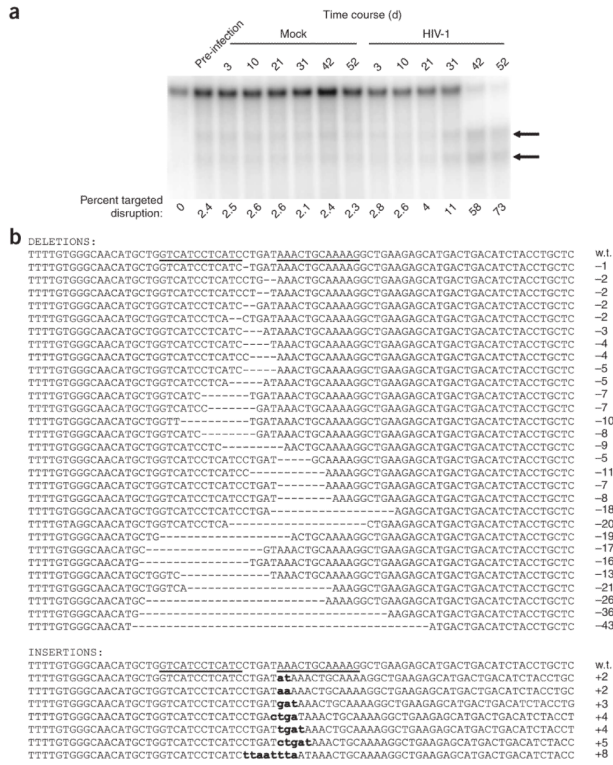 a
Time course (d)
Mock
HIV-1
Pre-infection 3 10 21 31 42 52 3 10 21 31 42 52
Percent targeted
disruption: 0 2.4 2.5 2.6 2.6 2.1 2.4 2.3 2.8 2.6 4 11 58 73
b
DELETIONS:
TTTTGTGGGCAACATGCTGGTCATCCTCATCCTGATAAACTGCAAAAGGCTGAAGAGCATGACTGACATCTACCTGCTC w.t.
TTTTGTGGGCAACATGCTGGTCATCCTCATC-TGATAAACTGCAAAAGGCTGAAGAGCATGACTGACATCTACCTGCTC −1
TTTTGTGGGCAACATGCTGGTCATCCTCATCCTG--AAACTGCAAAAGGCTGAAGAGCATGACTGACATCTACCTGCTC −2
TTTTGTGGGCAACATGCTGGTCATCCTCATCCT--TAAACTGCAAAAGGCTGAAGAGCATGACTGACATCTACCTGCTC −2
TTTTGTGGGCAACATGCTGGTCATCCTCATC--GATAAACTGCAAAAGGCTGAAGAGCATGACTGACATCTACCTGCTC −2
TTTTGTGGGCAACATGCTGGTCATCCTCA--CTGATAAACTGCAAAAGGCTGAAGAGCATGACTGACATCTACCTGCTC −2
TTTTGTGGGCAACATGCTGGTCATCCTCATC---ATAAACTGCAAAAGGCTGAAGAGCATGACTGACATCTACCTGCTC −3
TTTTGTGGGCAACATGCTGGTCATCCTCATC----TAAACTGCAAAAGGCTGAAGAGCATGACTGACATCTACCTGCTC −4
TTTTGTGGGCAACATGCTGGTCATCCTCATCC----AAACTGCAAAAGGCTGAAGAGCATGACTGACATCTACCTGCTC −4
TTTTGTGGGCAACATGCTGGTCATCCTCATC-----AAACTGCAAAAGGCTGAAGAGCATGACTGACATCTACCTGCTC −5
TTTTGTGGGCAACATGCTGGTCATCCTCA-----ATAAACTGCAAAAGGCTGAAGAGCATGACTGACATCTACCTGCTC −5
TTTTGTGGGCAACATGCTGGTCATC-------TGATAAACTGCAAAAGGCTGAAGAGCATGACTGACATCTACCTGCTC −7
TTTTGTGGGCAACATGCTGGTCATCC-------GATAAACTGCAAAAGGCTGAAGAGCATGACTGACATCTACCTGCTC −7
TTTTGTGGGCAACATGCTGGTT----------TGATAAACTGCAAAAGGCTGAAGAGCATGACTGACATCTACCTGCTC −10
TTTTGTGGGCAACATGCTGGTCATC--------GATAAACTGCAAAAGGCTGAAGAGCATGACTGACATCTACCTGCTC −8
TTTTGTGGGCAACATGCTGGTCATCCTC---------AACTGCAAAAGGCTGAAGAGCATGACTGACATCTACCTGCTC −9
TTTTGTGGGCAACATGCTGGTCATCCTCATCCTGAT-----GCAAAAGGCTGAAGAGCATGACTGACATCTACCTGCTC −5
TTTTGTGGGCAACATGCTGGTCATCCTCATCC-----------AAAAGGCTGAAGAGCATGACTGACATCTACCTGCTC −11
TTTTGTGGGCAACATGCTGGTCATCCTCATCCTGAT-------AAAAGGCTGAAGAGCATGACTGACATCTACCTGCTC −7
TTTTGTGGGCAACATGCTGGTCATCCTCATCCTGAT--------AAAGGCTGAAGAGCATGACTGACATCTACCTGCTC −8
TTTTGTGGGCAACATGCTGGTCATCCTCATCCTGA------------------AGAGCATGACTGACATCTACCTGCTC −18
TTTTGTAGGCAACATGCTGGTCATCCTCA--------------------CTGAAGAGCATGACTGACATCTACCTGCTC −20
TTTTGTGGGCAACATGCTG-------------------ACTGCAAAAGGCTGAAGAGCATGACTGACATCTACCTGCTC −19
TTTTGTGGGCAACATGC-----------------GTAAACTGCAAAAGGCTGAAGAGCATGACTGACATCTACCTGCTC −17
TTTTGTGGGCAACATG----------------TGATAAACTGCAAAAGGCTGAAGAGCATGACTGACATCTACCTGCTC −16
TTTTGTGGGCAACATGCTGGTC-------------TAAACTGCAAAAGGCTGAAGAGCATGACTGACATCTACCTGCTC −13
TTTTGTGGGCAACATGCTGGTCA---------------------AAAGGCTGAAGAGCATGACTGACATCTACCTGCTC −21
TTTTGTGGGCAACATGC--------------------------AAAAGGCTGAAGAGCATGACTGACATCTACCTGCTC −26
TTTTGTGGGCAACATG------------------------------------GAGAGCATGACTGACATCTACCTGCTC −36
TTTTGTGGGCAACAT-------------------------------------------ATGACTGACATCTACCTGCTC −43
INSERTIONS:
TTTTGTGGGCAACATGCTGGTCATCCTCATCCTGATAAACTGCAAAAGGCTGAAGAGCATGACTGACATCTACCTGCTC w.t.
TTTTGTGGGCAACATGCTGGTCATCCTCATCCTGATatAAACTGCAAAAGGCTGAAGAGCATGACTGACATCTACCTGC +2
TTTTGTGGGCAACATGCTGGTCATCCTCATCCTGATaaAAACTGCAAAAGGCTGAAGAGCATGACTGACATCTACCTGC +2
TTTTGTGGGCAACATGCTGGTCATCCTCATCCTGATgatAAACTGCAAAAGGCTGAAGAGCATGACTGACATCTACCTG +3
TTTTGTGGGCAACATGCTGGTCATCCTCATCCTGActgaTAAACTGCAAAAGGCTGAAGAGCATGACTGACATCTACCT +4
TTTTGTGGGCAACATGCTGGTCATCCTCATCCTGATtgatAAACTGCAAAAGGCTGAAGAGCATGACTGACATCTACCT +4
TTTTGTGGGCAACATGCTGGTCATCCTCATCCTGATctgatAAACTGCAAAAGGCTGAAGAGCATGACTGACATCTACC +5
TTTTGTGGGCAACATGCTGGTCATCCTCATCttaattaATAAACTGCAAAAGGCTGAAGAGCATGACTGACATCTACC +8